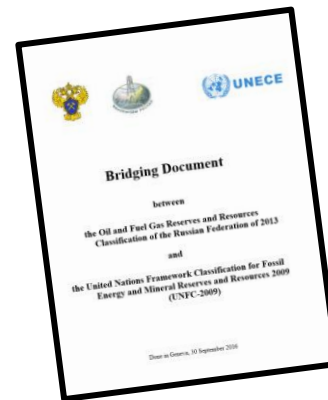 UNECE
Bridging Document
between
the Oil and Fuel Gas Reserves and Resources
Classification of the Russian Federation of 2013
and
the United Nations Framework Classification for Fossil
Energy and Mineral Reserves and Resources 2009
(UNFC-2009)
Done in Geneva, 30 September 2016